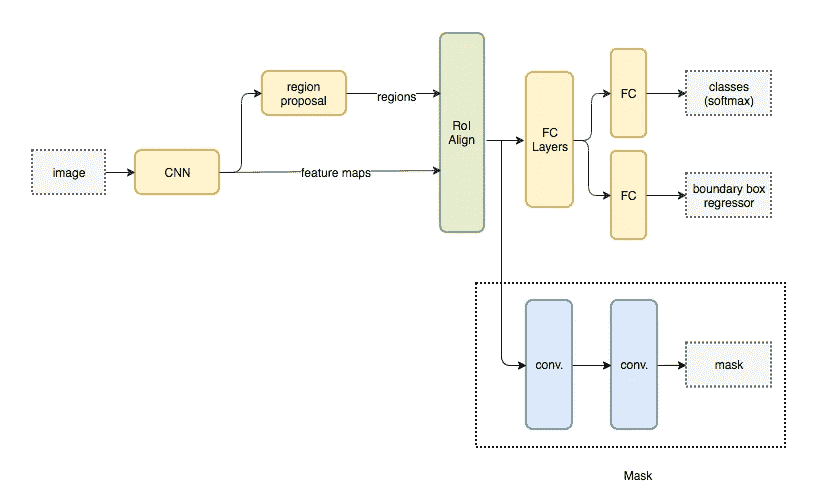 region
proposal
regions
image
CNN
feature maps
RoI
Align
FC
Layers
FC
classes
(softmax)
FC
boundary box
regressor
conv.
conv.
mask
Mask